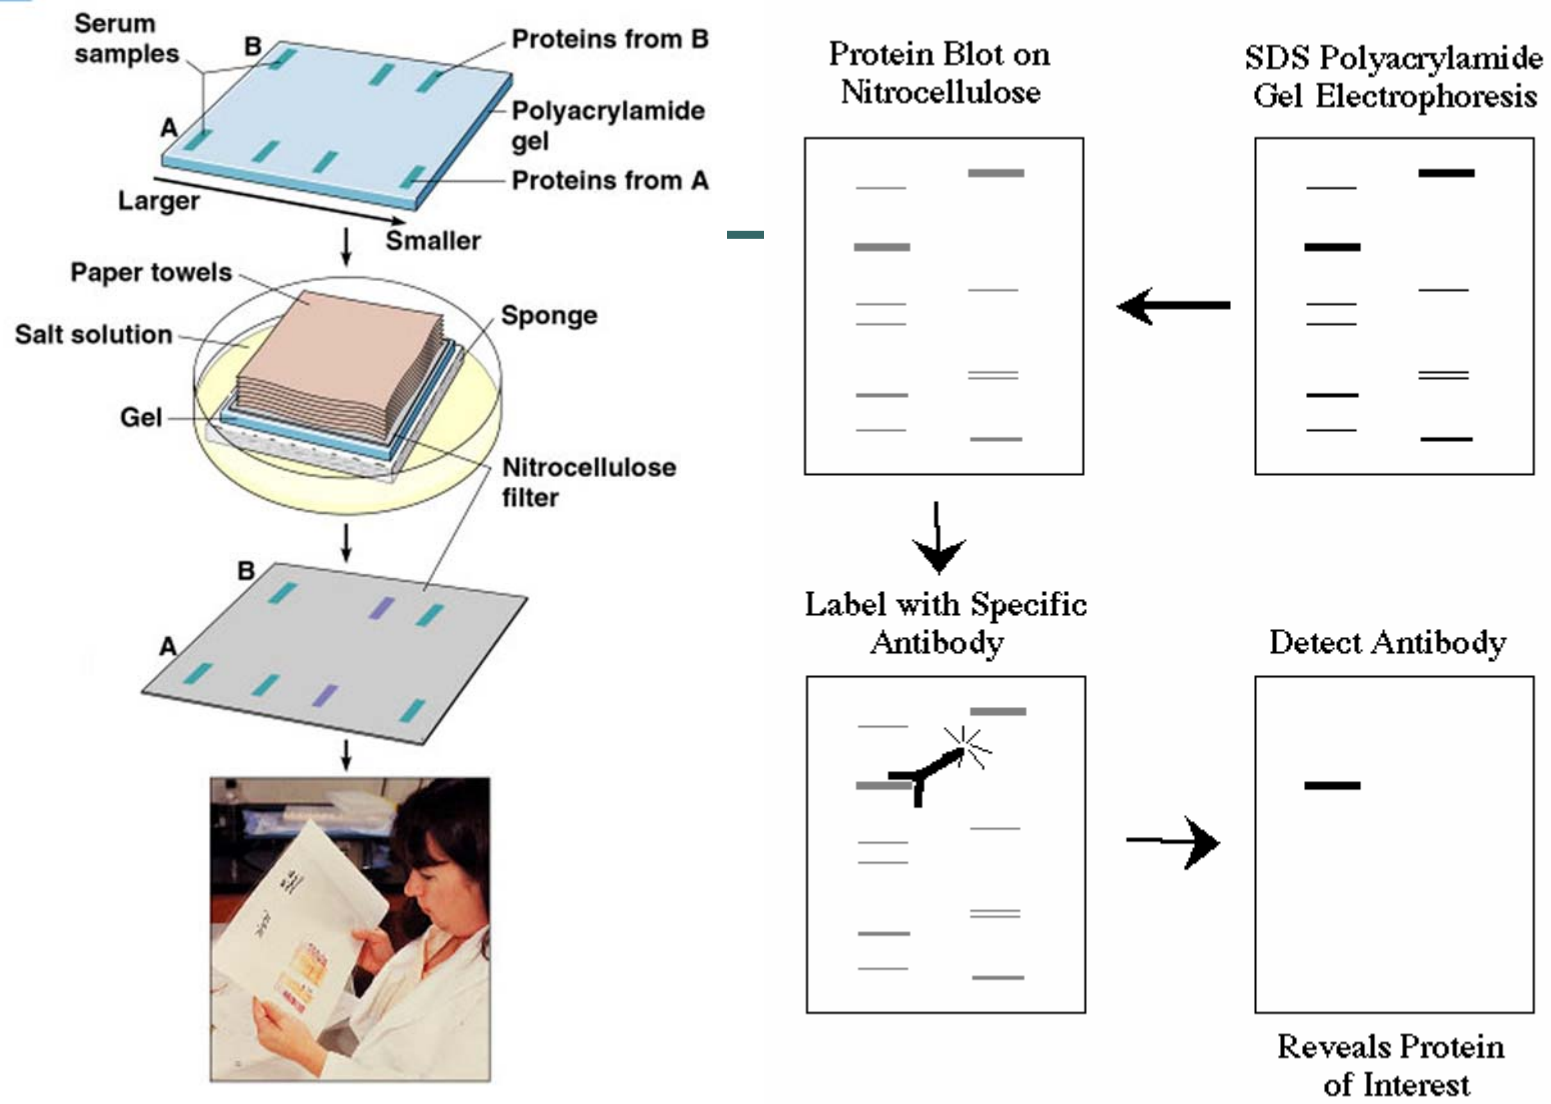 Serum
samples
B
Proteins from B
Polyacrylamide
gel
A
Proteins from A
Larger
Smaller
Paper towels
Sponge
Salt solution
Gel
Nitrocellulose
filter
B
A
Protein Blot on
Nitrocellulose
SDS Polyacrylamide
Gel Electrophoresis
Label with Specific
Antibody
Detect Antibody
Reveals Protein
of Interest